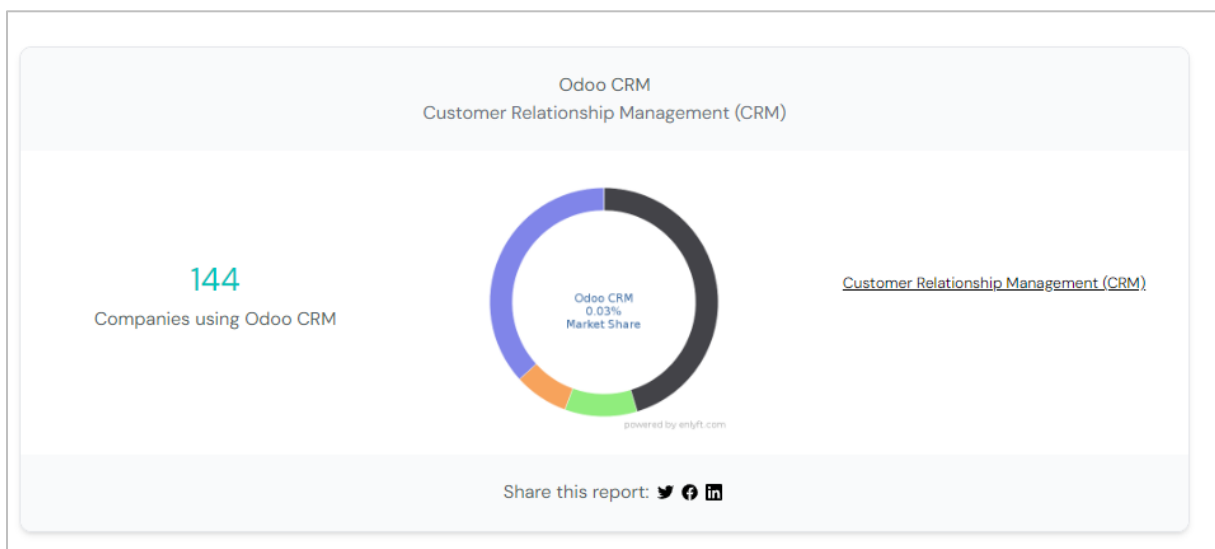 Odoo CRM
Customer Relationship Management (CRM)
144
Companies using Odoo CRM
Odoo CRM
0.03%
Market Share
powered by enlyft.com
Customer Relationship Management (CRM)
Share this report: